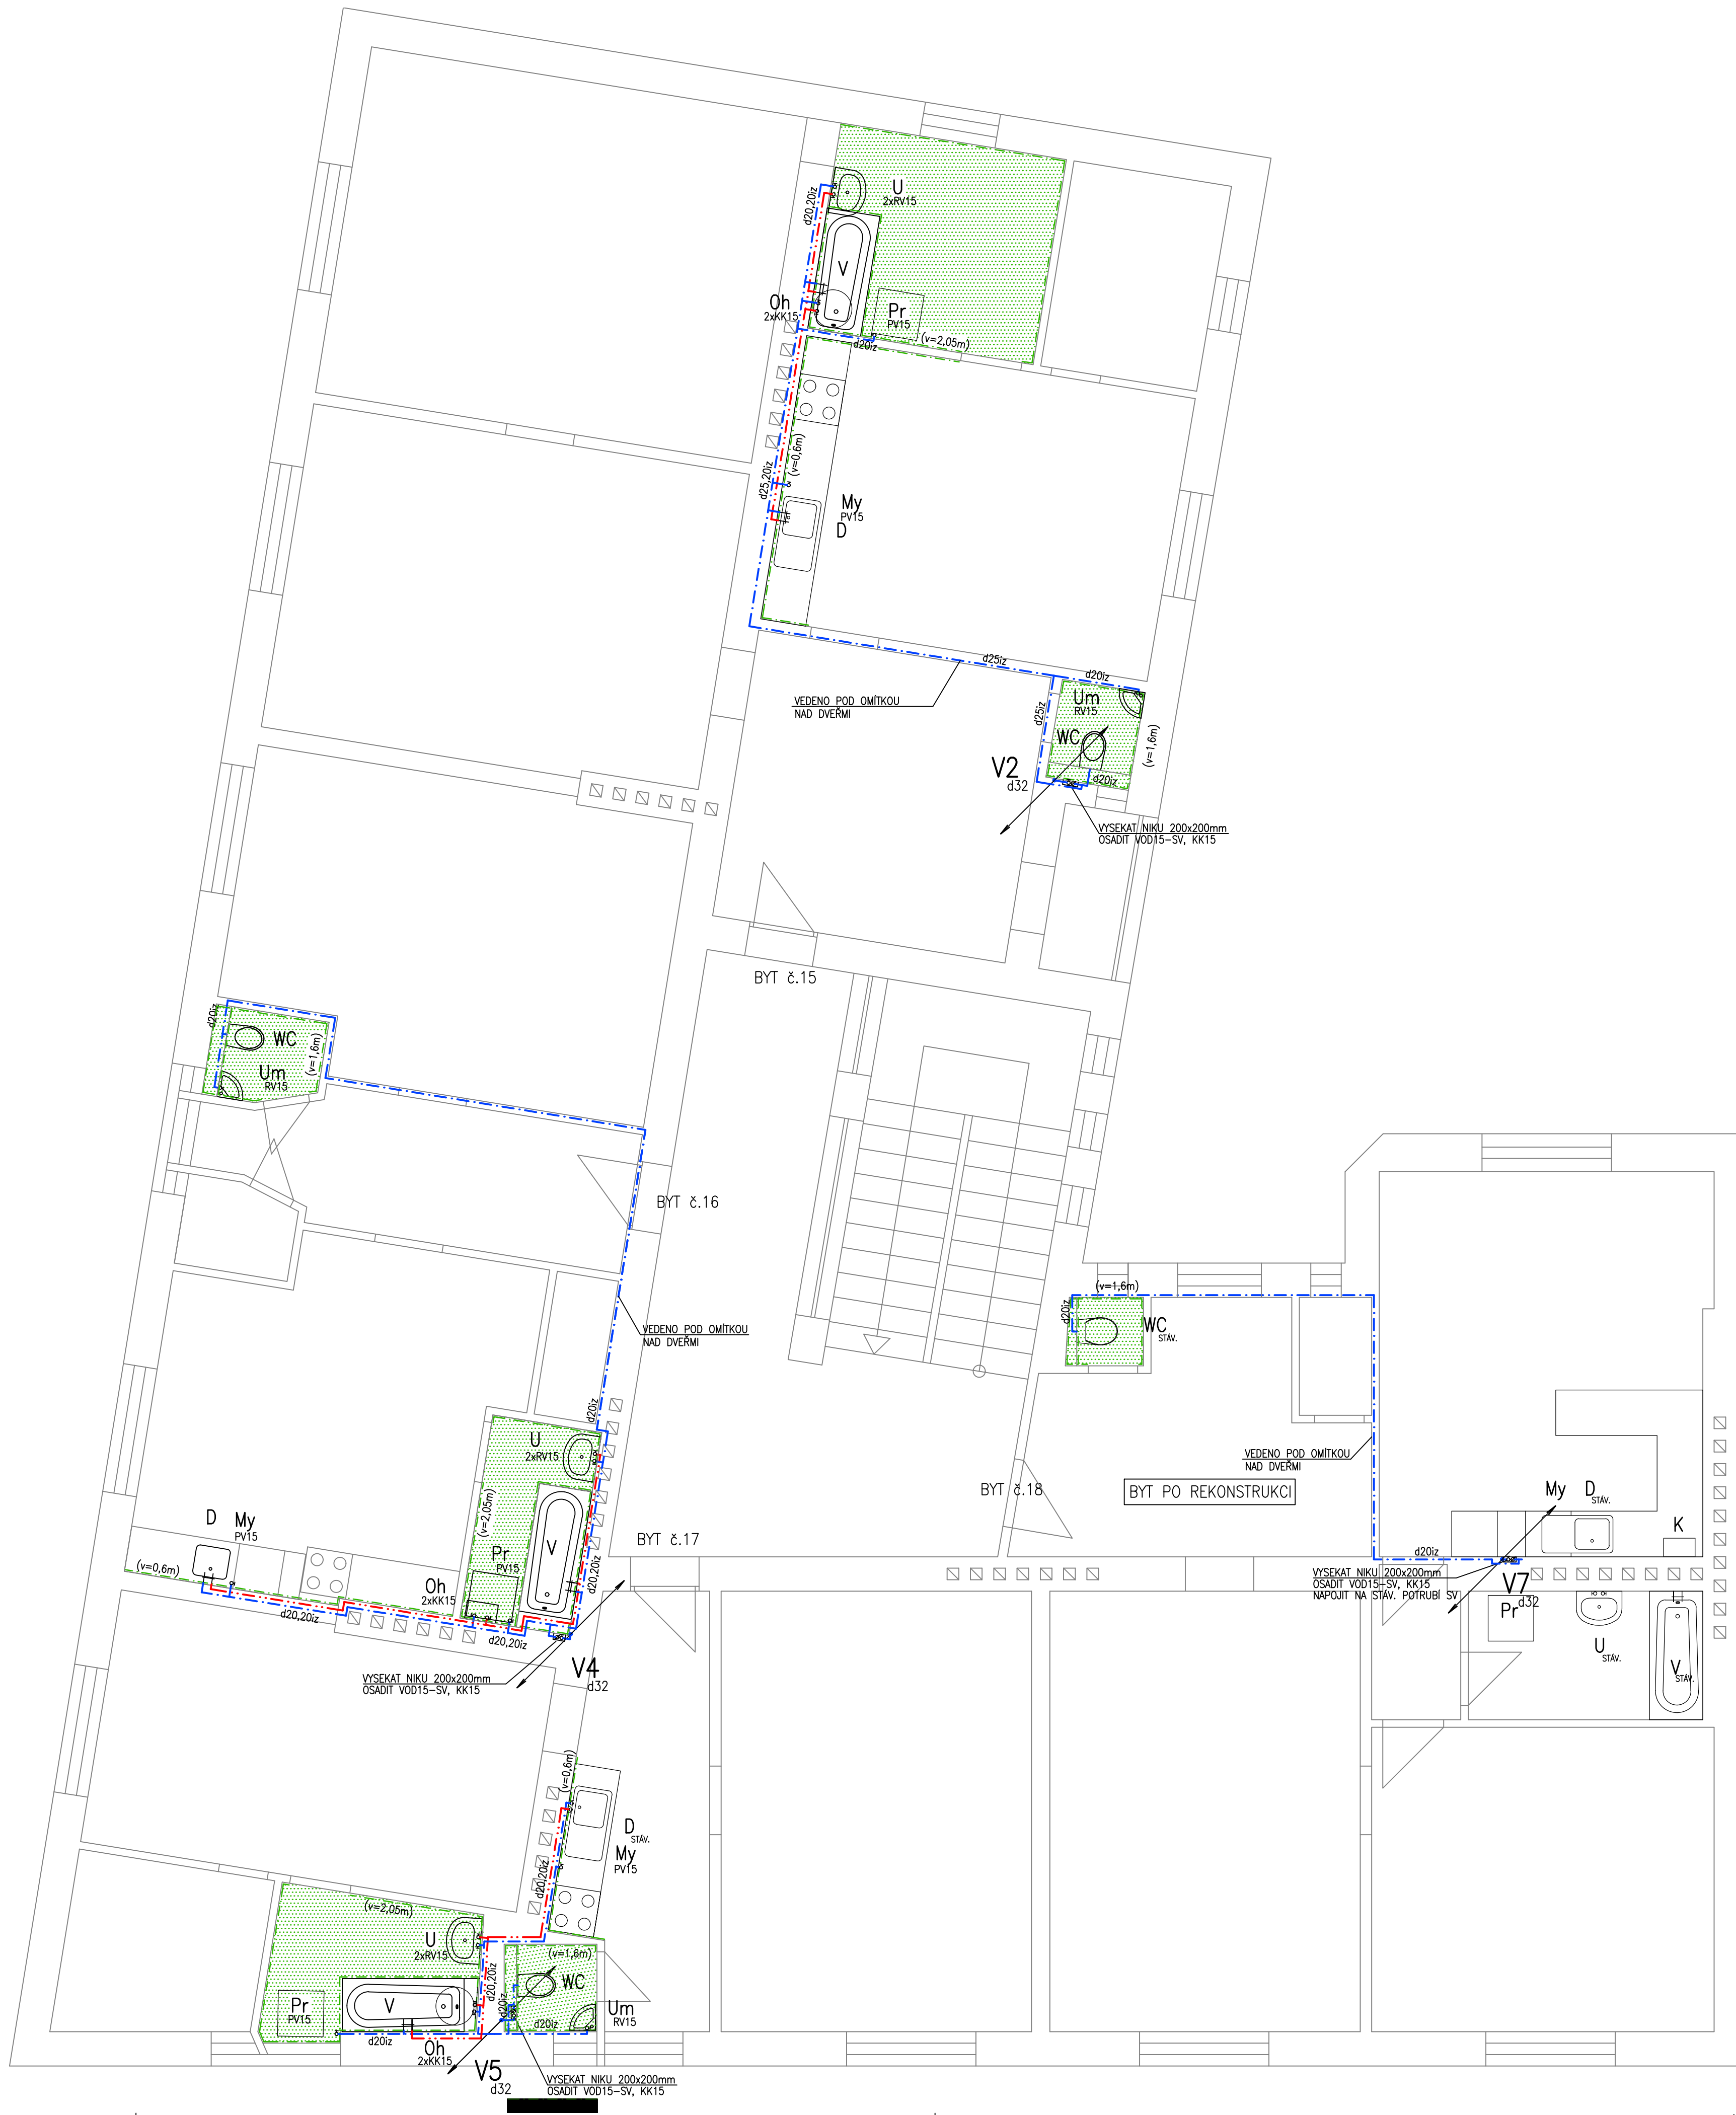 U
2xRV15
d20,20iz
V
Oh
2xKK15
Pr
PV15
(v=2,05m)
d20iz
(v=0,6m)
d25,20iz
My
PV15
D
d25iz
d20iz
VEDENO POD OMÍTKOU
NAD DVEŘMI
Um
RV15
d25iz
WC
(v=1,6m)
V2
d32
d20iz
VYSEKAT NIKU 200x200mm
OSADIT VOD15-SV, KK15
BYT č.15
d20iz
WC
(v=1,6m)
Um
RV15
BYT č.16
(v=1,6m)
d20iz
WC
STÁV.
VEDENO POD OMÍTKOU
NAD DVEŘMI
d20iz
U
2xRV15
VEDENO POD OMÍTKOU
NAD DVEŘMI
BYT č.18
BYT PO REKONSTRUKCI
My
D
STÁV.
K
(v=2,05m)
D
My
PV15
BYT č.17
V
Pr
PV15
d20iz
(v=0,6m)
d20,20iz
Oh
2xKK15
VYSEKAT NIKU 200x200mm
OSADIT VOD15-SV, KK15
NAPOJIT NA STÁV. POTRUBÍ SV
V7
d32
Pr
d20,20iz
d20,20iz
U
STÁV.
V
STÁV.
V4
d32
VYSEKAT NIKU 200x200mm
OSADIT VOD15-SV, KK15
(v=0,6m)
D
STÁV.
My
PV15
d20,20iz
(v=2,05m)
U
2xRV15
(v=1,6m)
WC
d20,20iz
d20iz
Pr
PV15
V
Um
RV15
d20iz
d20iz
Oh
2xKK15
V5
d32
VYSEKAT NIKU 200x200mm
OSADIT VOD15-SV, KK15